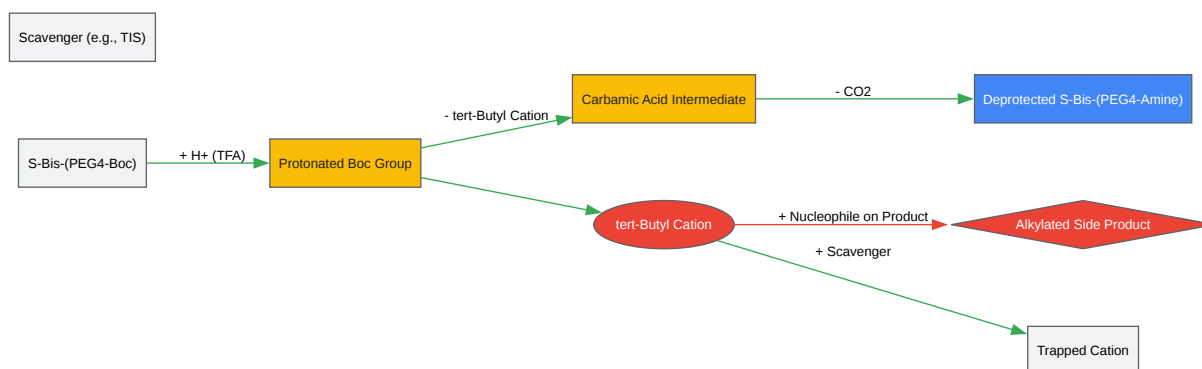 Scavenger (e.g., TIS)
Carbamic Acid Intermediate
- CO2
Deprotected S-Bis-(PEG4-Amine)
- tert-Butyl Cation
S-Bis-(PEG4-Boc)
+ H+ (TFA)
Protonated Boc Group
tert-Butyl Cation
+ Nucleophile on Product
Alkylated Side Product
+ Scavenger
Trapped Cation